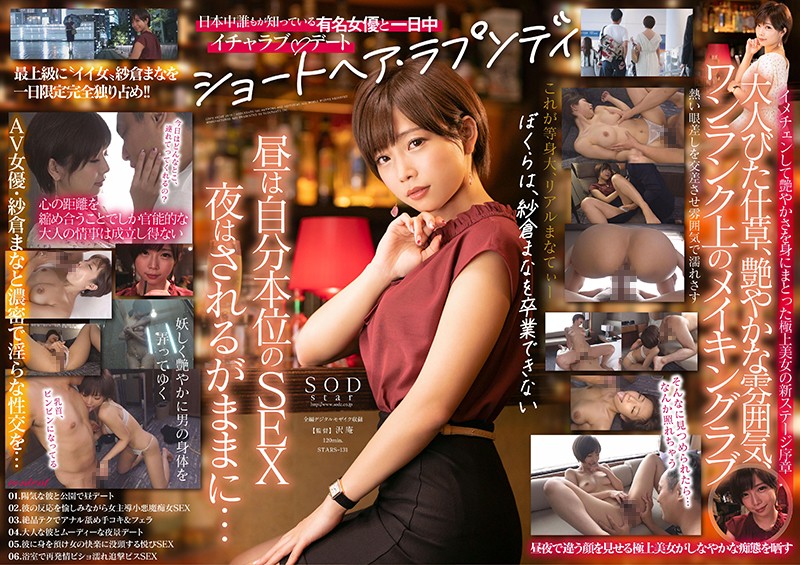 日本中誰もが知っている有名女優と一日中
イチャラブ♡デート
ショートヘア・ラプソディ
最上級に“イイ女”紗倉まなを
一日限定完全独り占め!!
今日はどんなとこ、
連れてってくれるの?
心の距離を、
縮め合うことでしか官能的な
大人の情事は成立し得ない
AV女優・紗倉まなと濃密で淫らな性交を…
妖しく艶やかに男の身体を
弄ってゆく
乳首、
ビンビンになってる
昼は自分本位のSEX
夜はされるがままに…
これが等身大、リアルまなてぃー
ぼくらは、紗倉まなを卒業できない
イメチェンして艶やかさを身にまとった極上美女の新ステージ序章
大人びた仕草、艶やかな雰囲気、
ワンランク上のメイキングラブ
熱い眼差しを交差させ雰囲気で濡れさす
そんなに見つめられたら…
なんか照れちゃう
SOD
star
http://www.sod.co.jp
全編デジタルモザイク収録
【監督】沢庵
120min.
STARS-131
01.陽気な彼と公園で昼デート
02.彼の反応を愉しみながら女主導小悪魔痴女SEX
03.絶品テクでアナル舐め手コキ&フェラ
04.大人な彼とムーディーな夜景デート
05.彼に身を預け女の快楽に没頭する悦びSEX
06.浴室で再発情ビショ濡れ追撃ピスSEX
昼夜で違う顔を見せる極上美女がしなやかな痴態を晒す